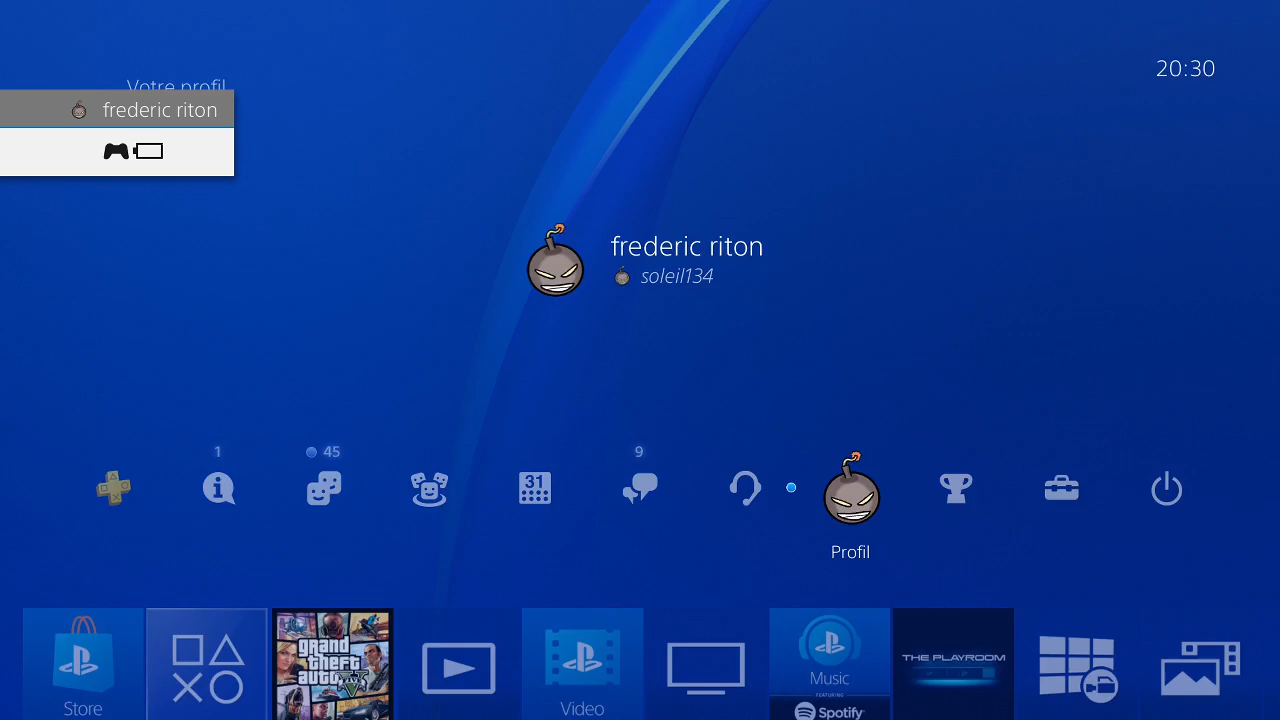 20:30
Votre profil
frederic riton
frederic riton
soleil134
1
45
31
9
Profil
Store
grand
theft
auto
V
Video
Music
FEATURING
Spotify
THE PLAYROOM